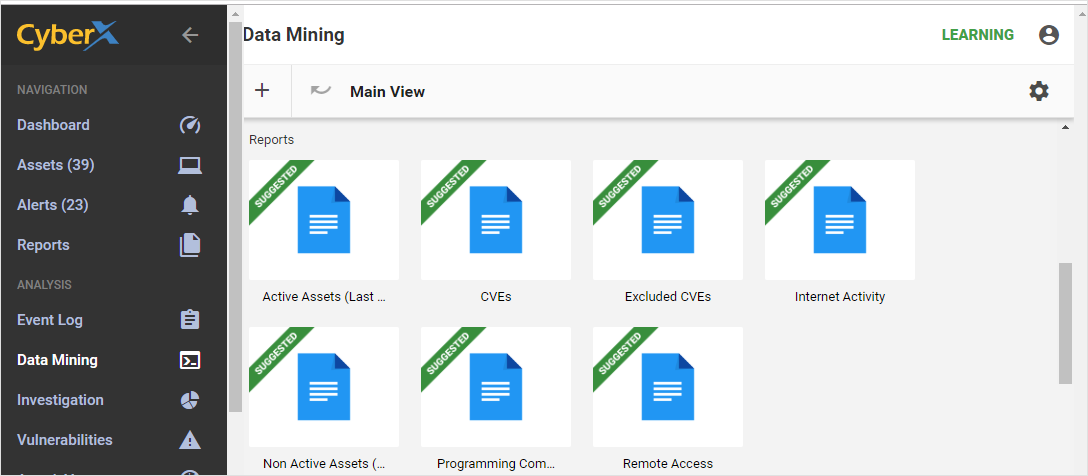 CyberX
Data Mining
LEARNING
NAVIGATION
Main View
Dashboard
Assets (39)
Alerts (23)
Reports
ANALYSIS
Event Log
Data Mining
Investigation
Vulnerabilities
Reports
SUGGESTED
SUGGESTED
SUGGESTED
SUGGESTED
Active Assets (Last ...
CVEs
Excluded CVEs
Internet Activity
SUGGESTED
SUGGESTED
SUGGESTED
Non Active Assets (...
Programming Com...
Remote Access